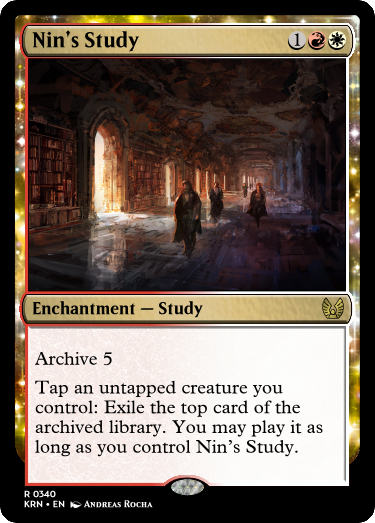 Nin's Study 1
Enchantment — Study
Archive 5
Tap an untapped creature you
control: Exile the top card of the
archived library. You may play it as
long as you control Nin's Study.
R 0340
KRN • EN Andreas Rocha